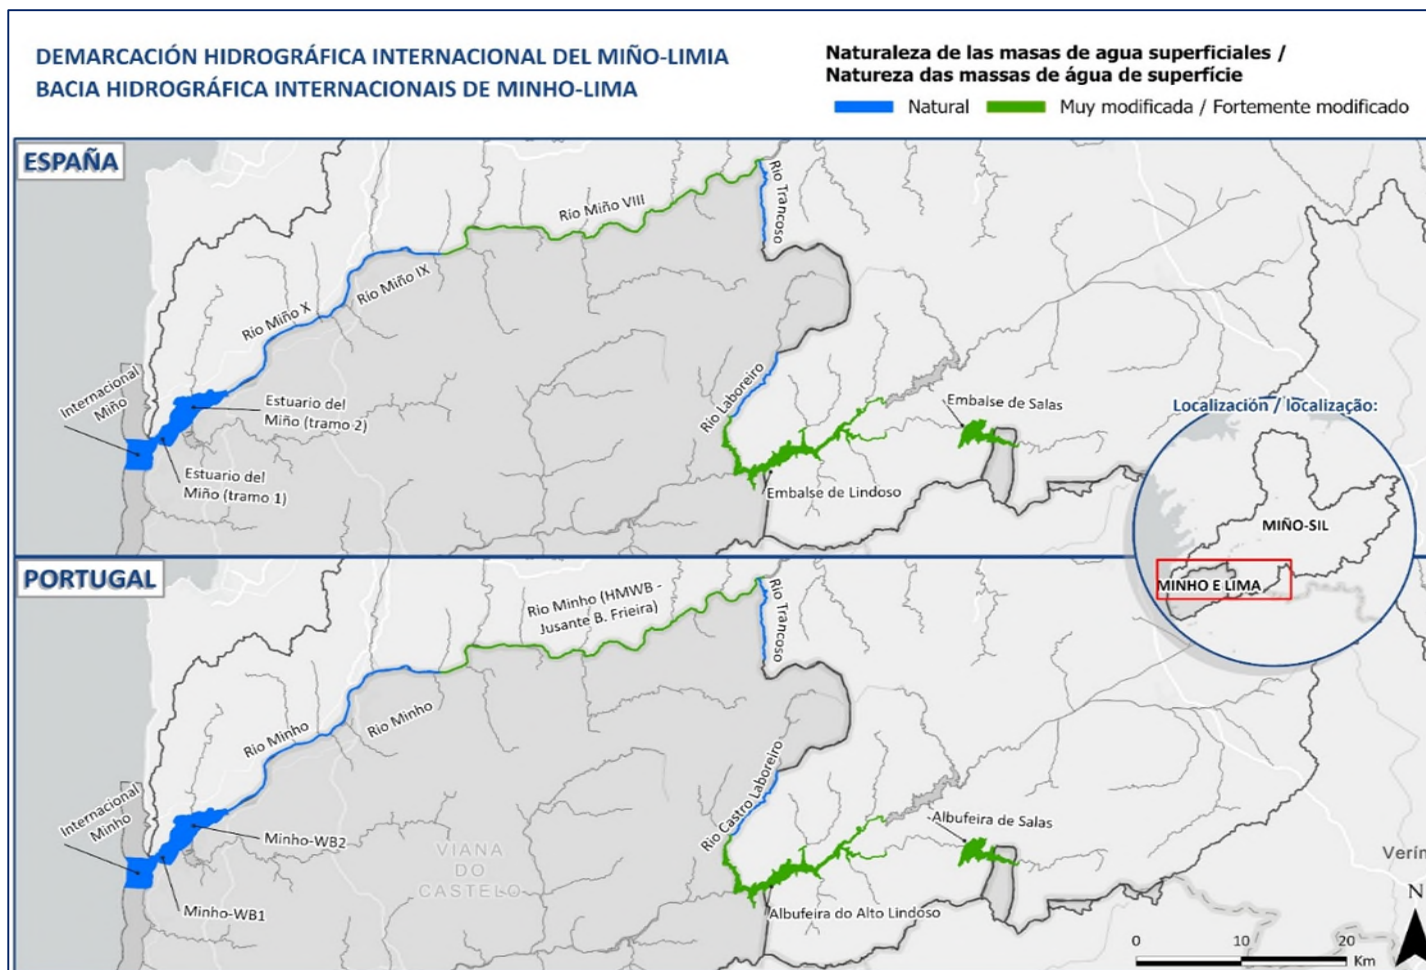 DEMARCACIÓN HIDROGRÁFICA INTERNACIONAL DEL MIÑO-LIMIA
BACIA HIDROGRÁFICA INTERNACIONAIS DE MINHO-LIMA
Naturaleza de las masas de agua superficiales /
Natureza das massas de água de superfície
Natural
Muy modificada / Fortemente modificado
ESPAÑA
Río Trancoso
Río Miño VIII
Río Miño IX
Río Miño X
Internacional
Miño
Estuario del
Miño (tramo 2)
Estuario del
Miño (tramo 1)
Río Laboreiro
Embalse de Salas
Embalse de Lindoso
Localización / localização:
MIÑO-SIL
MINHO E LIMA
PORTUGAL
Rio Trancoso
Rio Minho (HMWB -
Jusante B. Frieira)
Rio Minho
Rio Minho
Internacional
Minho
Minho-WB2
Minho-WB1
VIANA
DO
CASTELO
Rio Castro Laboreiro
Albufeira de Salas
Albufeira do Alto Lindoso
Verín
N
0 10 20
Km